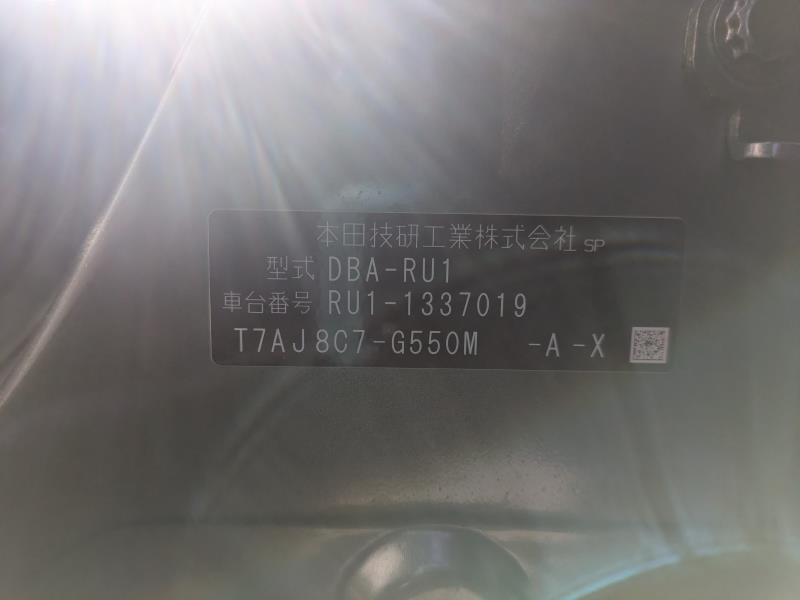 本田技研工業株式会社 SP
型式 DBA-RU1
車台番号 RU1-1337019
T7AJ8C7-G550M -A-X